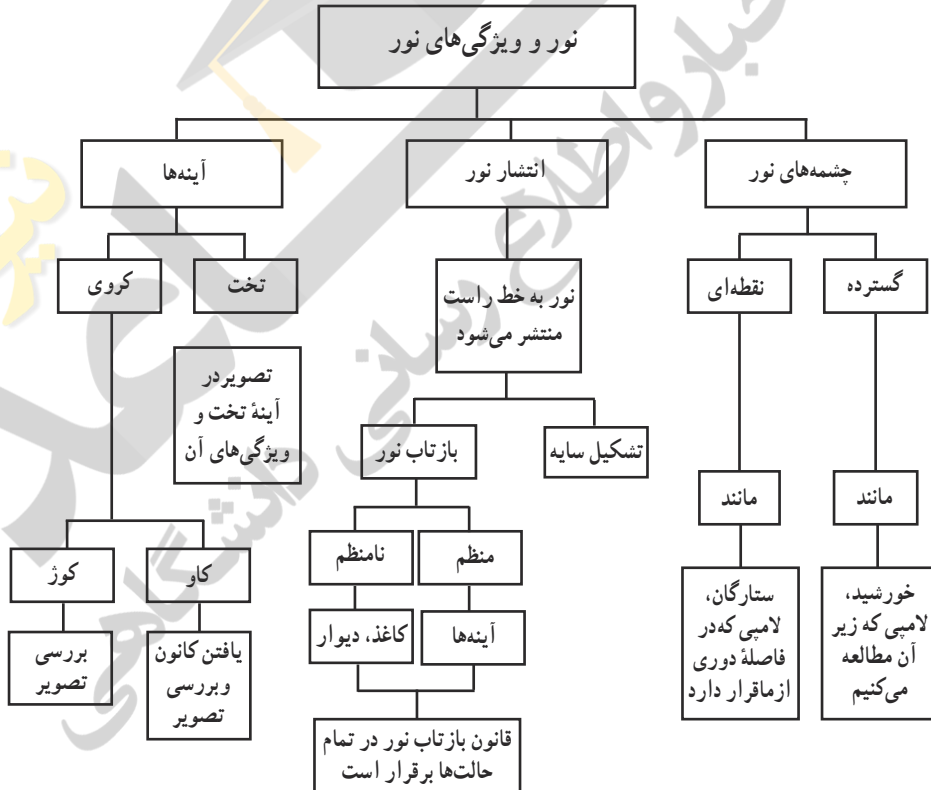 نور و ویژگی‌های نور
چشمه‌های نور
انتشار نور
آینه‌ها
گسترده
نقطه‌ای
نور به خط راست
منتشر می‌شود
تخت
کروی
تصویردر
آینهٔ تخت و
ویژگی‌های آن
تشکیل سایه
بازتاب نور
مانند
مانند
منظم
نامنظم
کاو
کوژ
خورشید،
لامپی که زیر
آن مطالعه
می‌کنیم
ستارگان،
لامپی که‌در
فاصلهٔ دوری
ازماقرار دارد
آینه‌ها
کاغذ، دیوار
یافتن کانون
وبررسی
تصویر
بررسی
تصویر
قانون بازتاب نور در تمام
حالت‌ها برقرار است